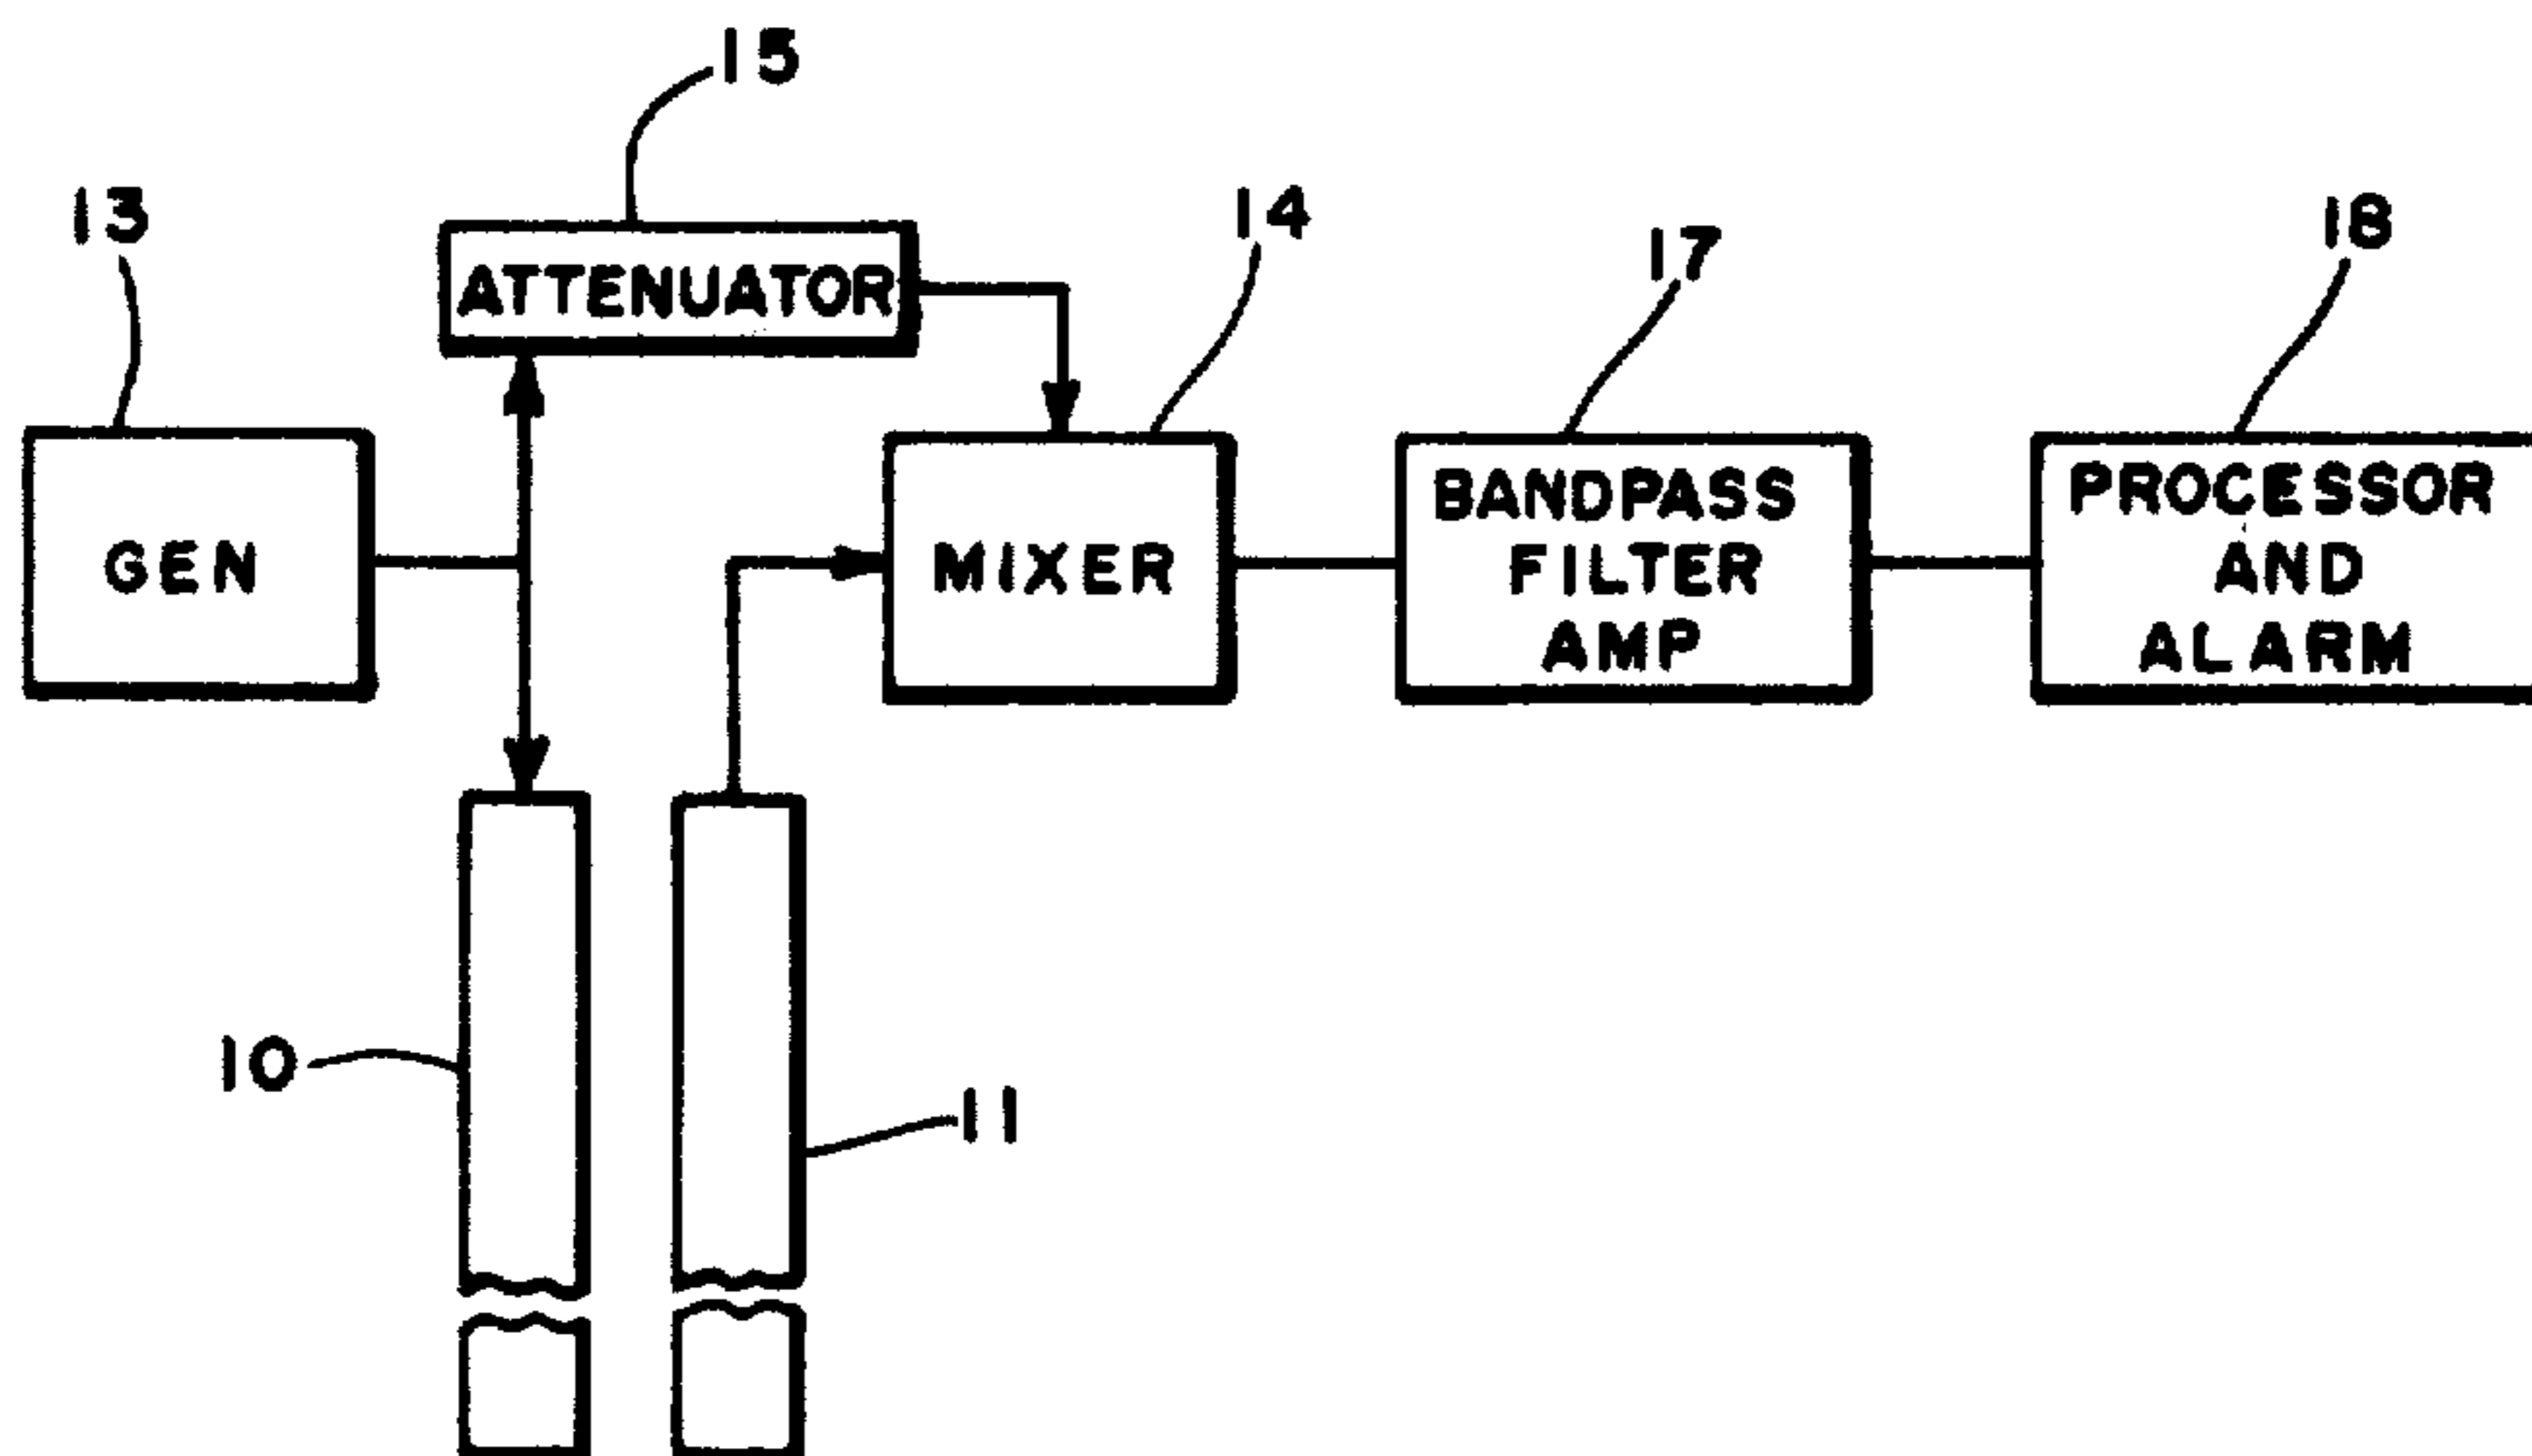 15
13
14
17
18
ATTENUATOR
GEN
MIXER
BANDPASS
FILTER
AMP
PROCESSOR
AND
ALARM
10
11